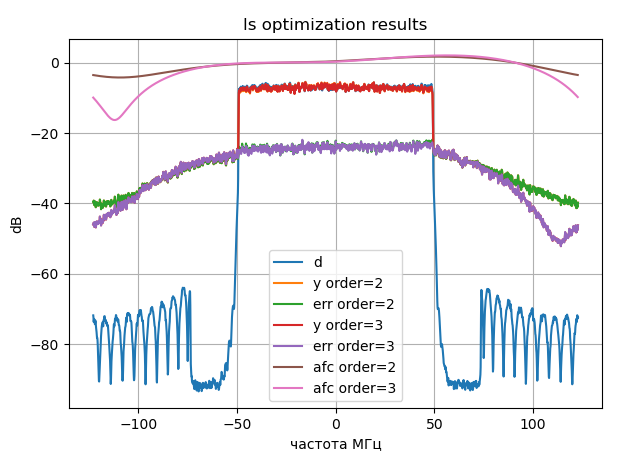 ls optimization results
dB
0
−20
−40
−60
−80
d
y order=2
err order=2
y order=3
err order=3
afc order=2
afc order=3
−100
−50
0
50
100
частота МГц